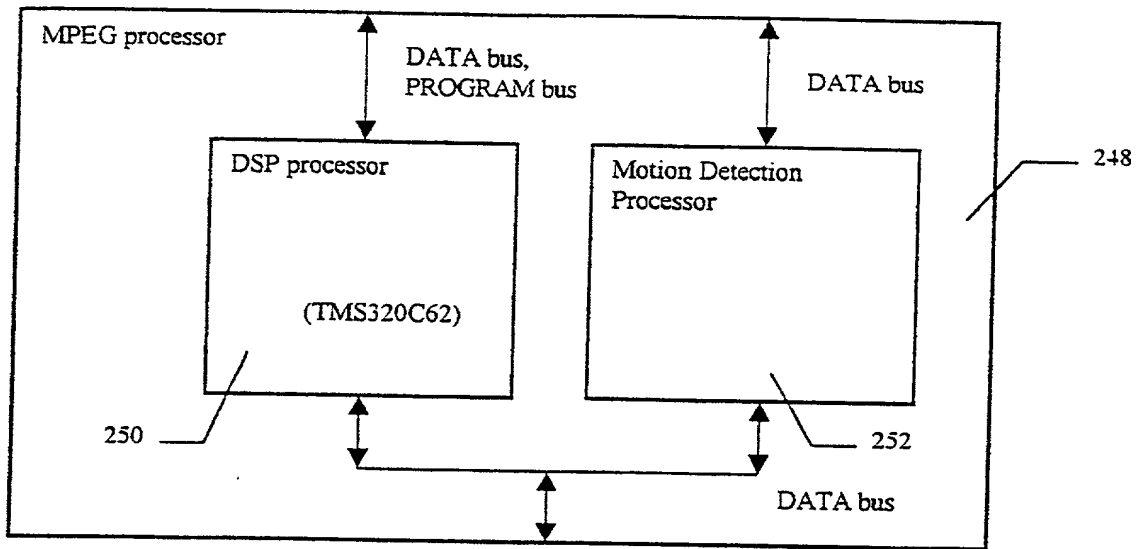 MPEG processor
DATA bus,
PROGRAM bus
DATA bus
DSP processor
Motion Detection
Processor
248
(TMS320C62)
250
252
DATA bus